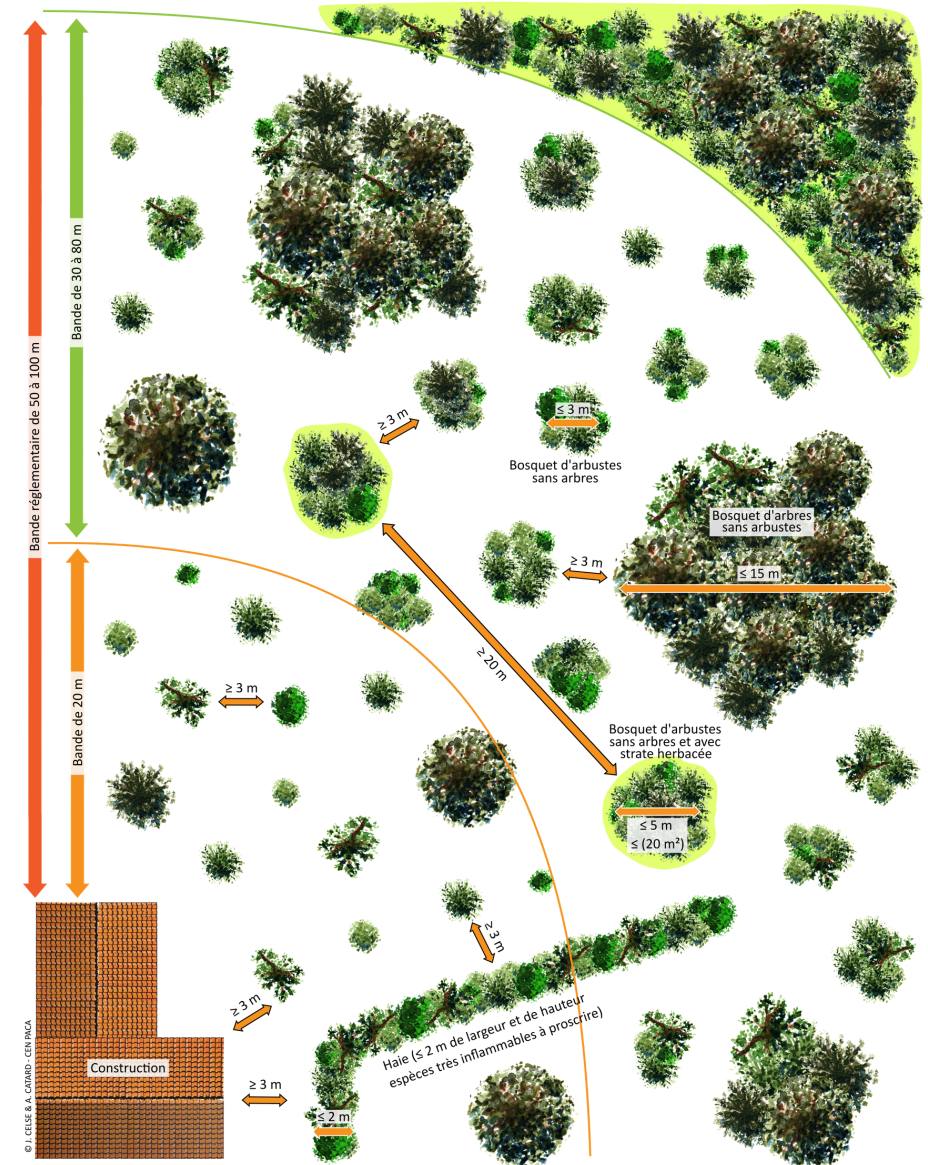 Bande réglementaire de 50 à 100 m
Bande de 30 à 80 m
≥ 3 m
≤ 3 m
Bosquet d'arbustes
sans arbres
Bosquet d'arbres
sans arbustes
≥ 3 m
≤ 15 m
Bande de 20 m
≥ 3 m
≥ 20 m
Bosquet d'arbustes
sans arbres et avec
strate herbacée
≤ 5 m
≤ (20 m²)
≥ 3 m
≥ 3 m
Construction
≥ 3 m
Haie (≤ 2 m de largeur et de hauteur
espèces très inflammables à proscrire)
≤ 2 m
© J. CELSE & A. CATARD - CEN PACA